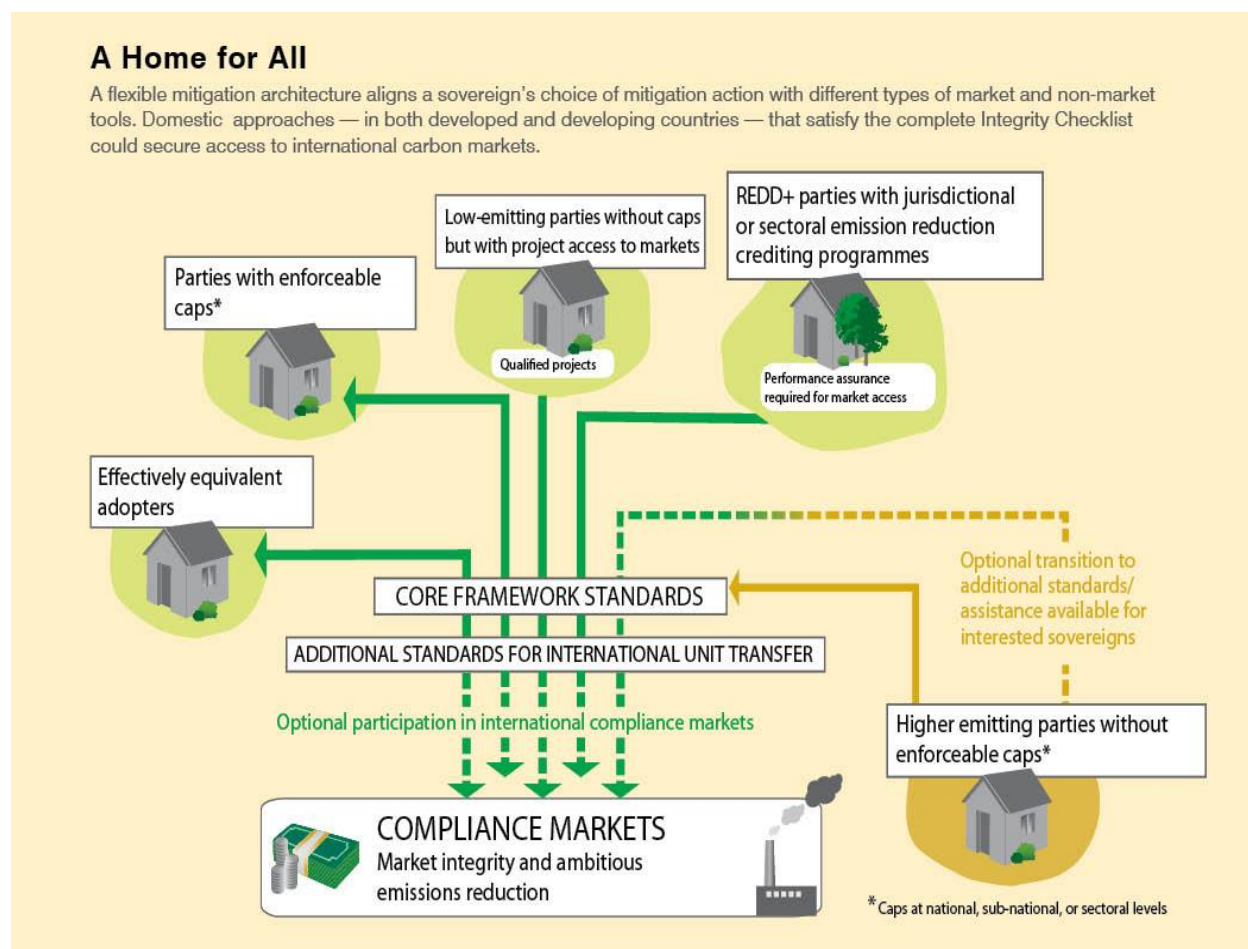 A Home for All
A flexible mitigation architecture aligns a sovereign's choice of mitigation action with different types of market and non-market
tools. Domestic approaches — in both developed and developing countries — that satisfy the complete Integrity Checklist
could secure access to international carbon markets.
REDD+ parties with jurisdictional
or sectoral emission reduction
crediting programmes
Low-emitting parties without caps
but with project access to markets
Parties with enforceable
caps*
Qualified projects
Performance assurance
required for market access
Effectively equivalent
adopters
Optional transition to
additional standards/
assistance available for
interested sovereigns
CORE FRAMEWORK STANDARDS
ADDITIONAL STANDARDS FOR INTERNATIONAL UNIT TRANSFER
Optional participation in international compliance markets
Higher emitting parties without
enforceable caps*
COMPLIANCE MARKETS
Market integrity and ambitious
emissions reduction
*Caps at national, sub-national, or sectoral levels